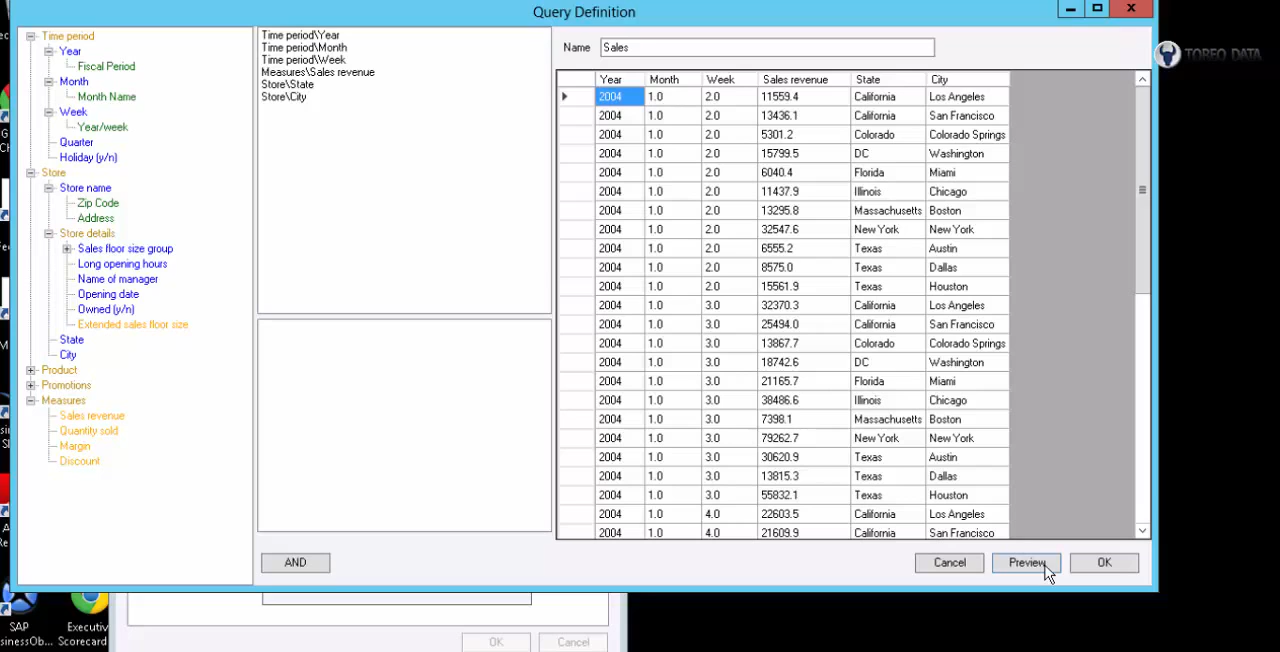 Query Definition
TOREO DATA
Time period
Year
Fiscal Period
Month
Month Name
Week
Year/week
Quarter
Holiday (y/n)
Store
Store name
Zip Code
Address
Store details
Sales floor size group
Long opening hours
Name of manager
Opening date
Owned (y/n)
Extended sales floor size
State
City
Product
Promotions
Measures
Sales revenue
Quantity sold
Margin
Discount
Time period\Year
Time period\Month
Time period\Week
Measures\Sales revenue
Store\State
Store\City
AND
Name Sales
Year Month Week Sales revenue State City
2004 1.0 2.0 11559.4 California Los Angeles
2004 1.0 2.0 13436.1 California San Francisco
2004 1.0 2.0 5301.2 Colorado Colorado Springs
2004 1.0 2.0 15799.5 DC Washington
2004 1.0 2.0 6040.4 Florida Miami
2004 1.0 2.0 11437.9 Illinois Chicago
2004 1.0 2.0 13295.8 Massachusetts Boston
2004 1.0 2.0 32547.6 New York New York
2004 1.0 2.0 6555.2 Texas Austin
2004 1.0 2.0 8575.0 Texas Dallas
2004 1.0 2.0 15561.9 Texas Houston
2004 1.0 3.0 32370.3 California Los Angeles
2004 1.0 3.0 25494.0 California San Francisco
2004 1.0 3.0 13867.7 Colorado Colorado Springs
2004 1.0 3.0 18742.6 DC Washington
2004 1.0 3.0 21165.7 Florida Miami
2004 1.0 3.0 38486.6 Illinois Chicago
2004 1.0 3.0 7398.1 Massachusetts Boston
2004 1.0 3.0 79262.7 New York New York
2004 1.0 3.0 30620.9 Texas Austin
2004 1.0 3.0 13815.3 Texas Dallas
2004 1.0 3.0 55832.1 Texas Houston
2004 1.0 4.0 22603.5 California Los Angeles
2004 1.0 4.0 21609.9 California San Francisco
Cancel Preview OK
SAP
sinessOb...
Executiv
Scorecard
OK Cancel